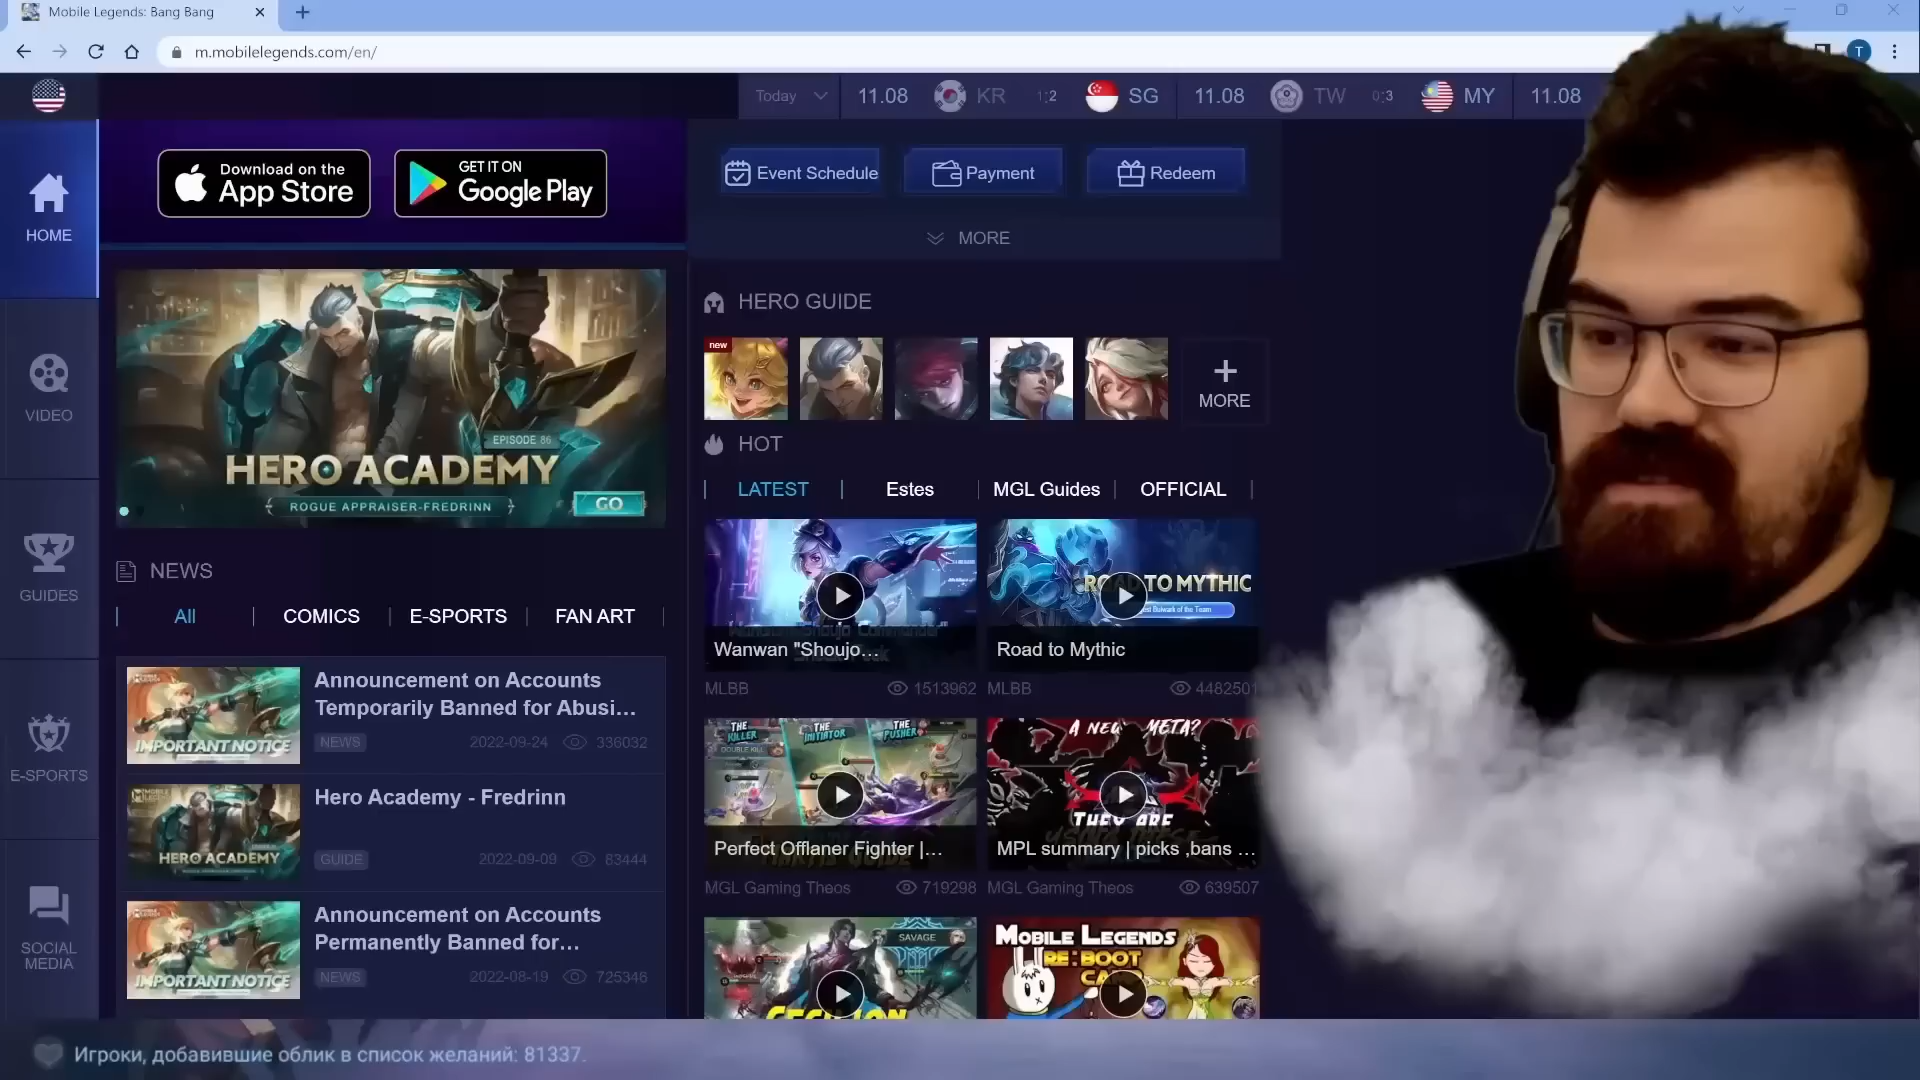 Mobile Legends: Bang Bang
m.mobilelegends.com/en/
T
Today
11.08 KR 1:2 SG
11.08 TW 0:3 MY
11.08
HOME
VIDEO
GUIDES
E-SPORTS
SOCIAL
MEDIA
Download on the
App Store
GET IT ON
Google Play
Event Schedule
Payment
Redeem
MORE
EPISODE 86
HERO ACADEMY
ROGUE APPRAISER-FREDRINN
GO
HERO GUIDE
new
MORE
HOT
LATEST
Estes
MGL Guides
OFFICIAL
NEWS
All
COMICS
E-SPORTS
FAN ART
IMPORTANT NOTICE
Announcement on Accounts
Temporarily Banned for Abusi...
NEWS 2022-09-24 336032
HERO ACADEMY
Hero Academy - Fredrinn
GUIDE 2022-09-09 83444
IMPORTANT NOTICE
Announcement on Accounts
Permanently Banned for...
NEWS 2022-08-19 725346
Wanwan "Shoujo...
MLBB 1513962
ROAD TO MYTHIC
Road to Mythic
MLBB 4482501
THE KILLER
THE INITIATOR
THE PUSHER
DOUBLE KILL
Perfect Offlaner Fighter |...
MGL Gaming Theos 719298
A NEW META?
THEY ARE
MPL summary | picks ,bans ...
MGL Gaming Theos 639507
SAVAGE
MOBILE LEGENDS
RE:BOOT
Игроки, добавившие облик в список желаний: 81337.